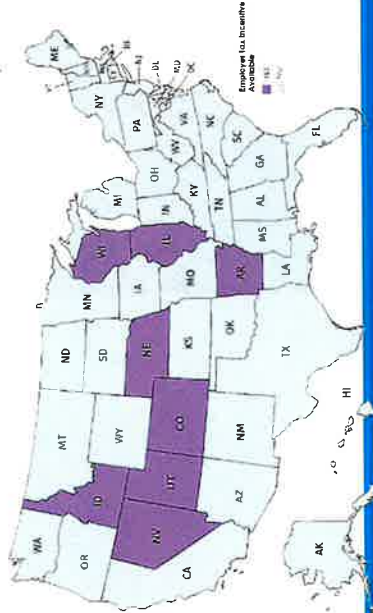 WA
OR
CA
NV
ID
MT
WY
UT
AZ
CO
NM
ND
SD
NE
KS
OK
TX
MN
IA
MO
AR
LA
WI
IL
MI
IN
OH
KY
TN
MS
AL
GA
FL
SC
NC
VA
WV
PA
NY
ME
NJ
DE
MD
DC
AK
HI
Employer Tax Incentive
Available